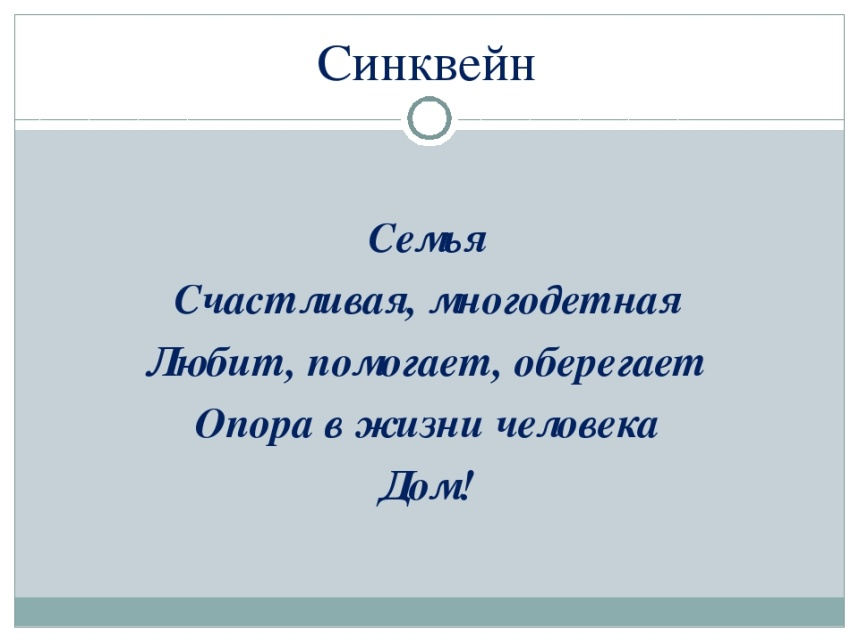 Синквейн
Семья
Счастливая, многодетная
Любит, помогает, оберегает
Опора в жизни человека
Дом!